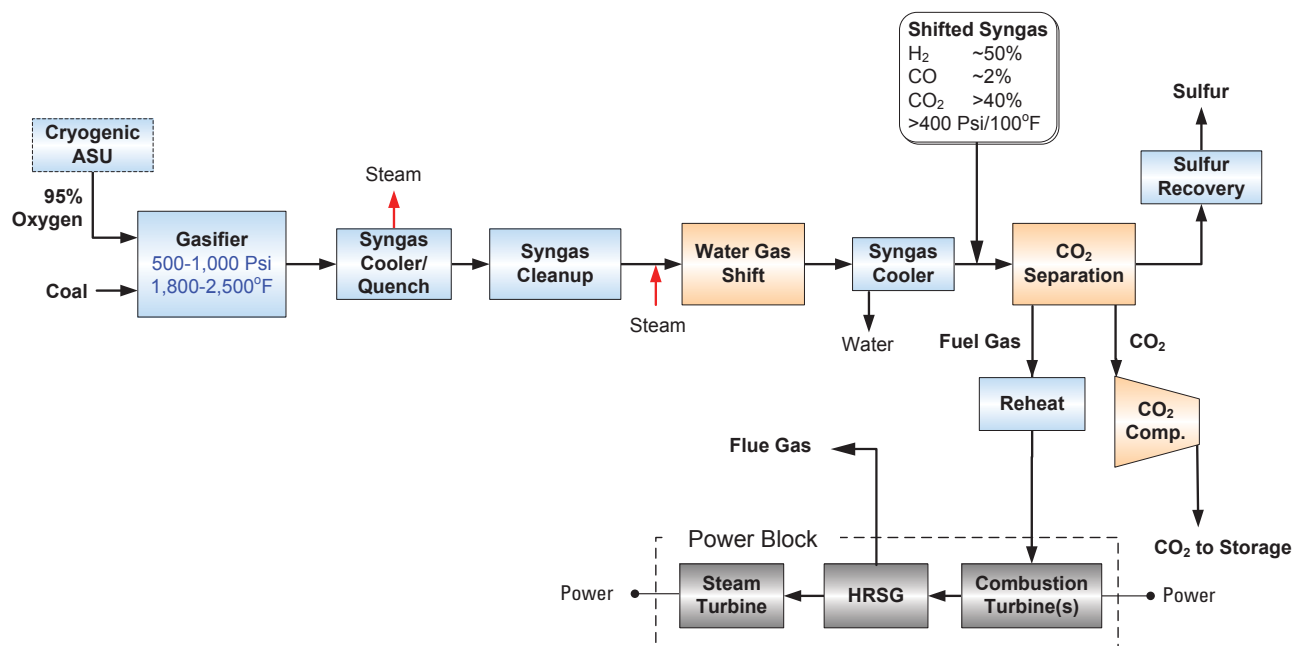 Shifted Syngas
H₂ ~50%
CO ~2%
CO₂ >40%
>400 Psi/100°F
Sulfur
Cryogenic
ASU
Sulfur
Recovery
Steam
95%
Oxygen
Gasifier
500-1,000 Psi
1,800-2,500°F
Syngas
Cooler/
Quench
Syngas
Cleanup
Water Gas
Shift
Syngas
Cooler
CO₂
Separation
Coal
Steam
Water
Fuel Gas
CO₂
Reheat
CO₂
Comp.
Flue Gas
CO₂ to Storage
Power Block
Power
Steam
Turbine
HRSG
Combustion
Turbine(s)
Power